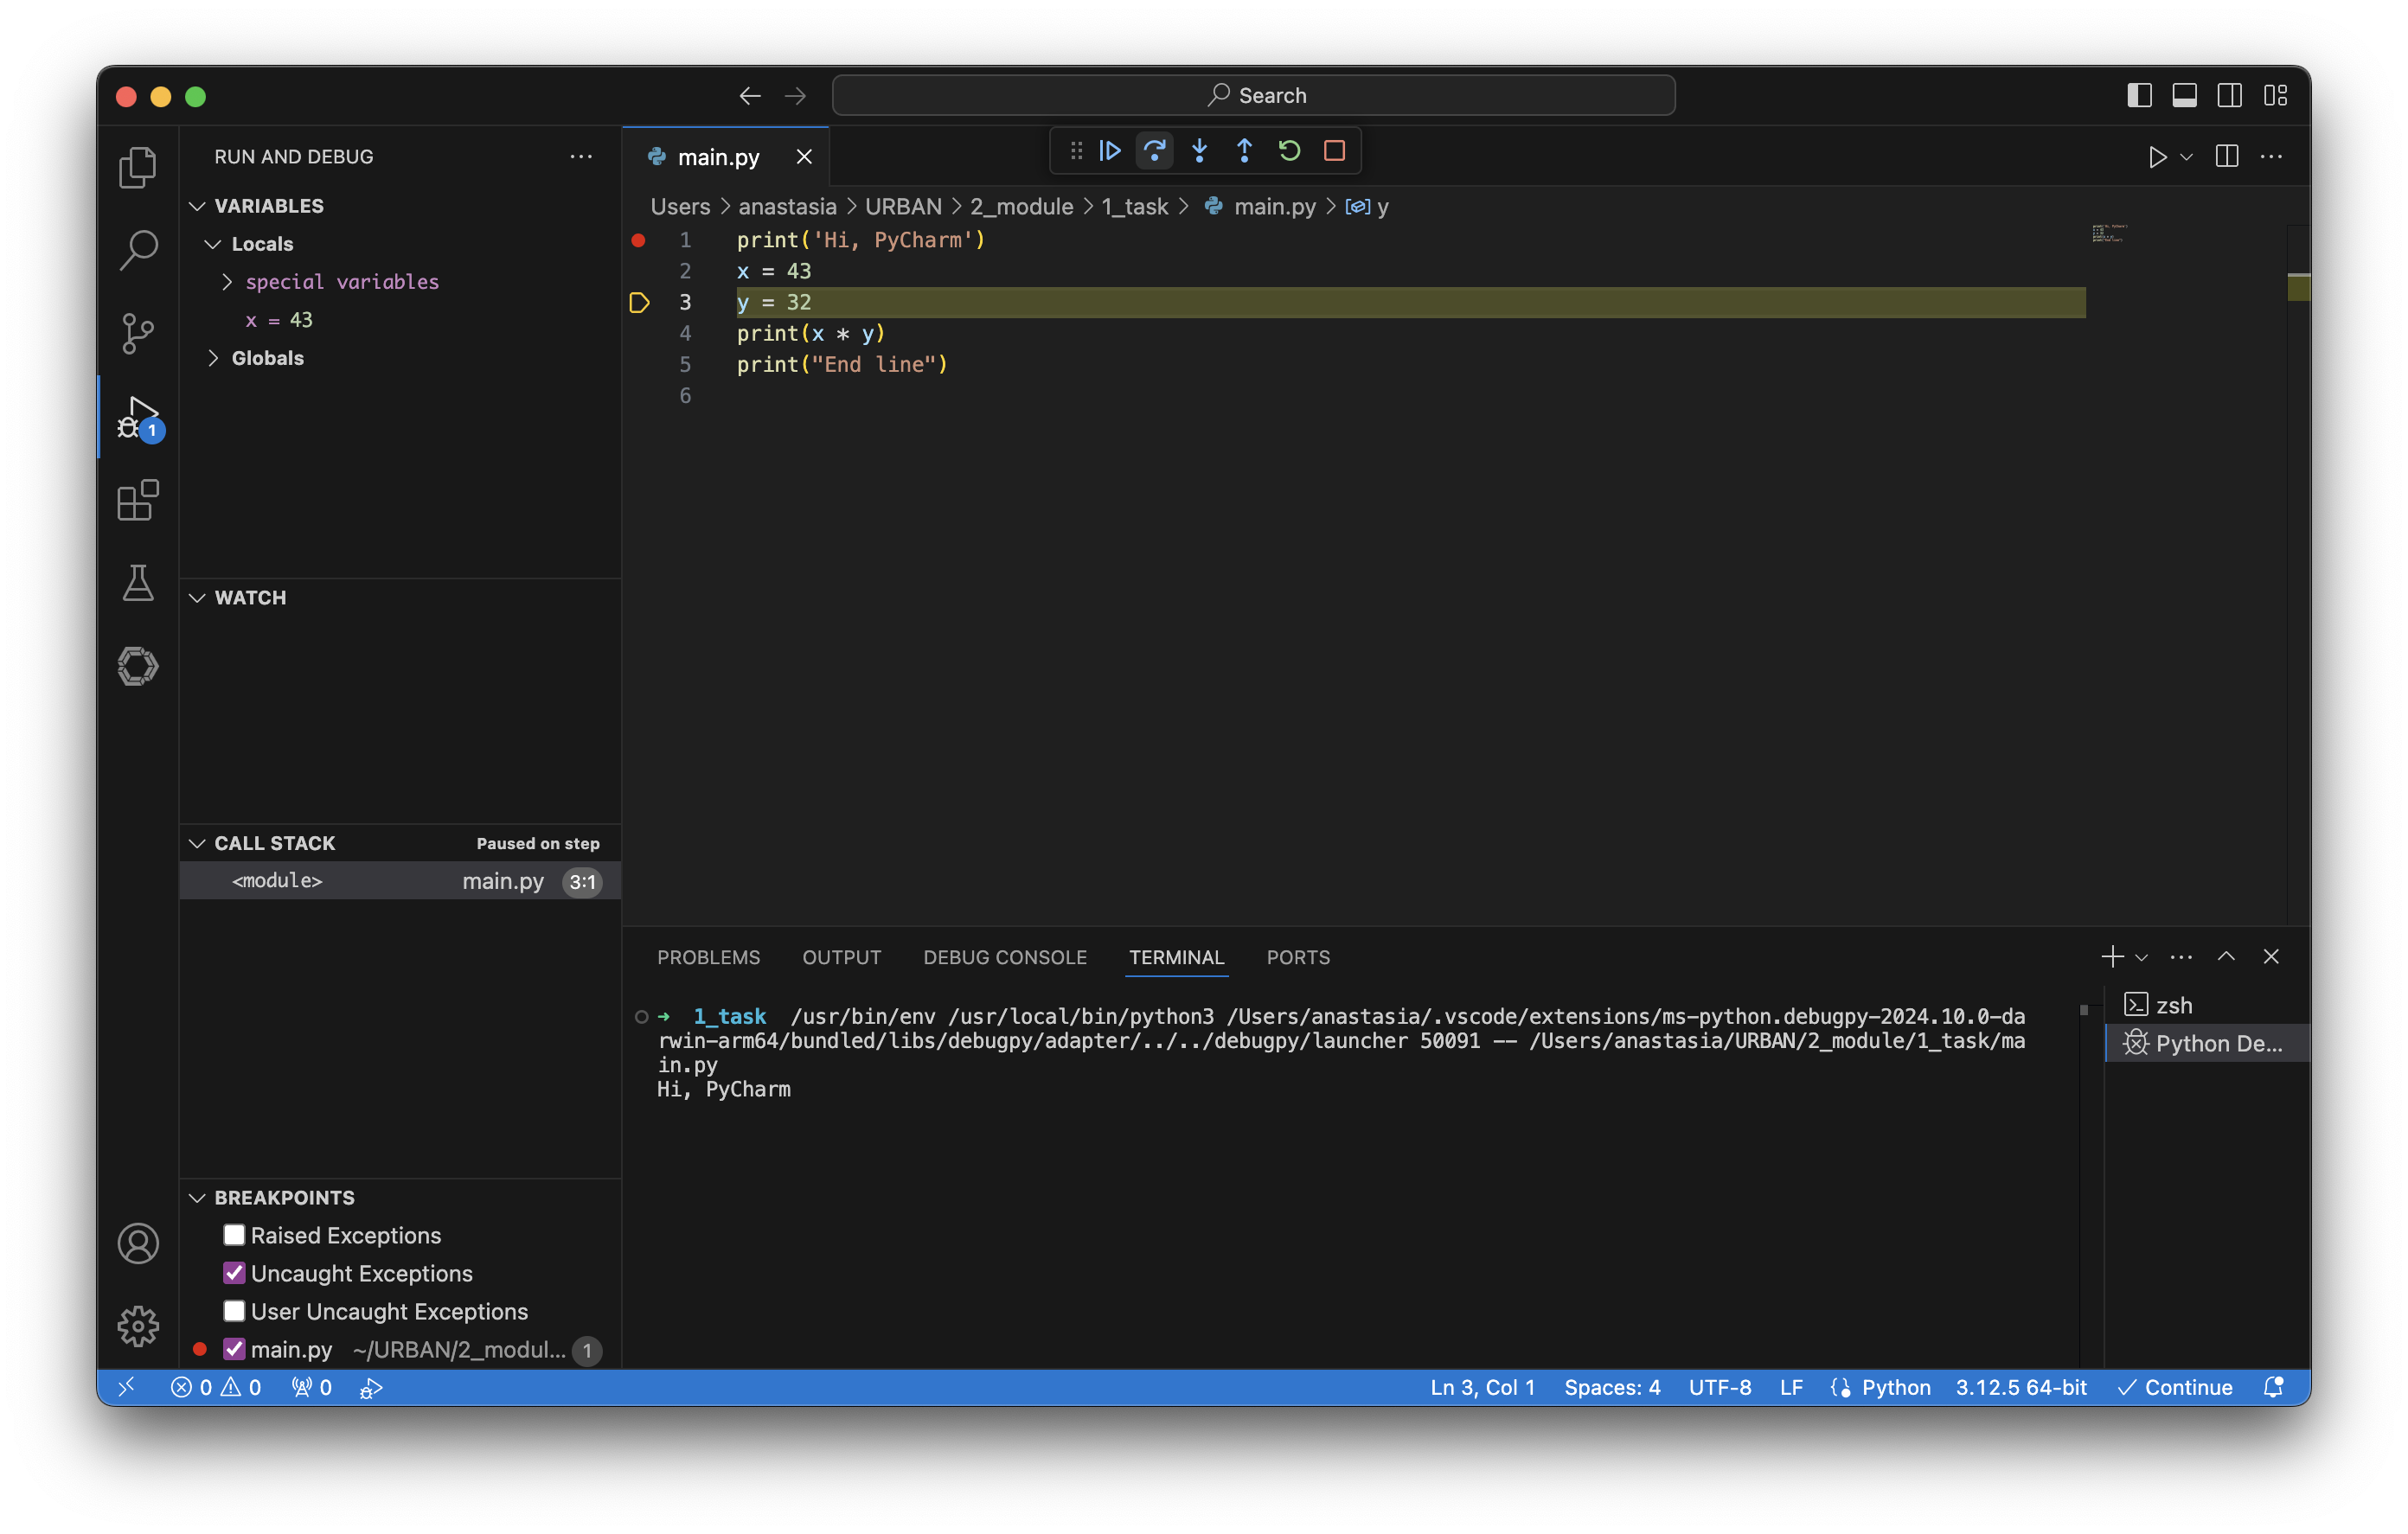 Search
RUN AND DEBUG
VARIABLES
Locals
special variables
x = 43
Globals
WATCH
CALL STACK
Paused on step
<module>
main.py
3:1
BREAKPOINTS
Raised Exceptions
Uncaught Exceptions
User Uncaught Exceptions
main.py ~/URBAN/2_modul... 1
1
main.py
Users > anastasia > URBAN > 2_module > 1_task > main.py > y
1 print('Hi, PyCharm')
2 x = 43
3 y = 32
4 print(x * y)
5 print("End line")
6
PROBLEMS OUTPUT DEBUG CONSOLE TERMINAL PORTS
➜ 1_task /usr/bin/env /usr/local/bin/python3 /Users/anastasia/.vscode/extensions/ms-python.debugpy-2024.10.0-da
rwin-arm64/bundled/libs/debugpy/adapter/../../debugpy/launcher 50091 -- /Users/anastasia/URBAN/2_module/1_task/ma
in.py
Hi, PyCharm
zsh
Python De...
0 0 0
Ln 3, Col 1 Spaces: 4 UTF-8 LF Python 3.12.5 64-bit Continue